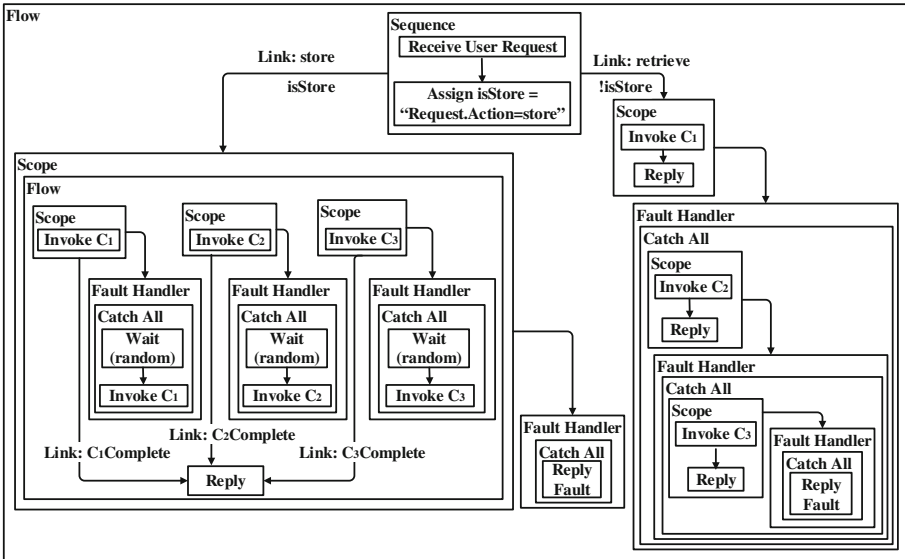 Flow
Sequence
Receive User Request
Assign isStore =
“Request.Action=store”
Link: store
isStore
Link: retrieve
!isStore
Scope
Flow
Scope
Invoke C1
Scope
Invoke C2
Scope
Invoke C3
Fault Handler
Catch All
Wait
(random)
Invoke C1
Fault Handler
Catch All
Wait
(random)
Invoke C2
Fault Handler
Catch All
Wait
(random)
Invoke C3
Link: C1Complete
Link: C2Complete
Link: C3Complete
Reply
Fault Handler
Catch All
Reply
Fault
Scope
Invoke C1
Reply
Fault Handler
Catch All
Scope
Invoke C2
Reply
Fault Handler
Catch All
Scope
Invoke C3
Reply
Fault Handler
Catch All
Reply
Fault